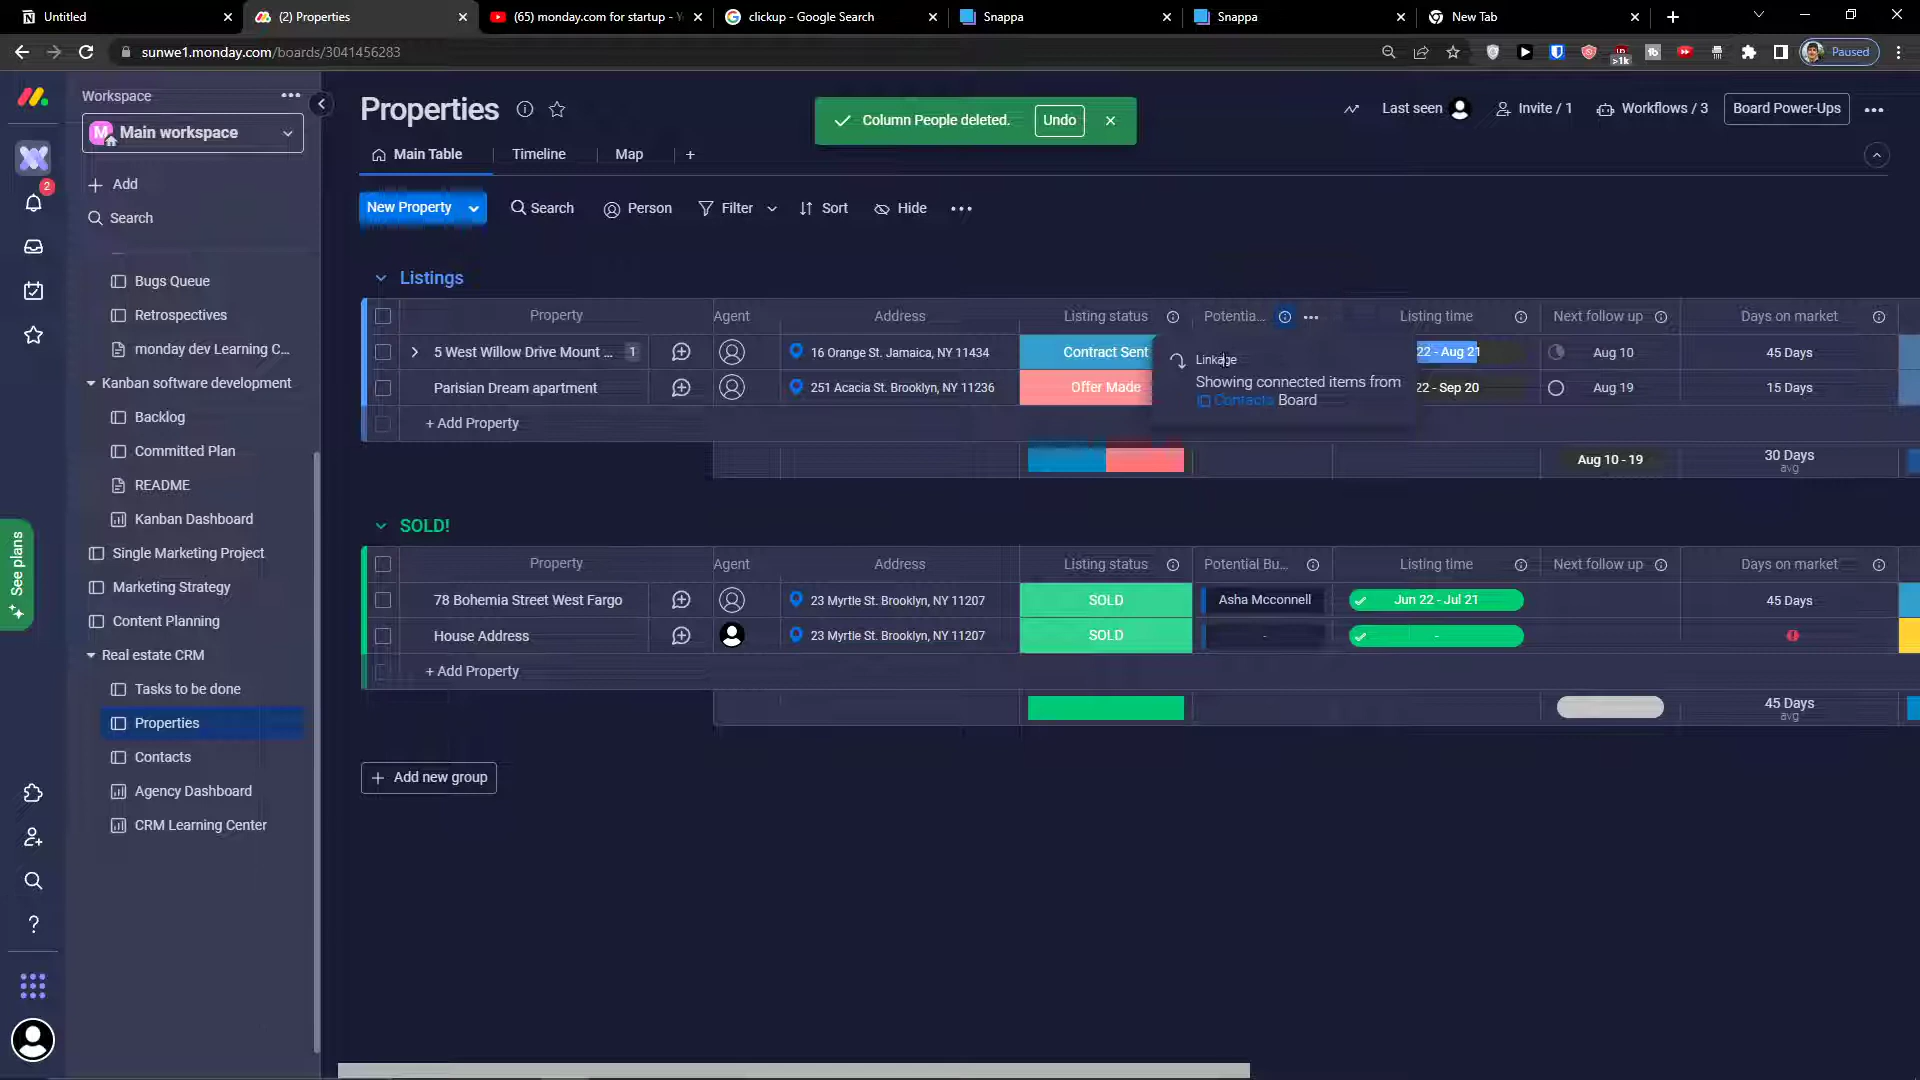 Untitled
(2) Properties
(65) monday.com for startup - Y
clickup - Google Search
Snappa
Snappa
New Tab
sunwe1.monday.com/boards/3041456283
>1k
Paused
Workspace
M
Main workspace
Add
Search
2
Bugs Queue
Retrospectives
monday dev Learning C...
Kanban software development
Backlog
Committed Plan
README
Kanban Dashboard
Single Marketing Project
Marketing Strategy
Content Planning
Real estate CRM
Tasks to be done
Properties
Contacts
Agency Dashboard
CRM Learning Center
See plans
Properties
Column People deleted.
Undo
Last seen
Invite / 1
Workflows / 3
Board Power-Ups
Main Table
Timeline
Map
New Property
Search
Person
Filter
Sort
Hide
Listings
Property
Agent
Address
Listing status
Potentia...
Listing time
Next follow up
Days on market
5 West Willow Drive Mount ...
1
16 Orange St. Jamaica, NY 11434
Contract Sent
22 - Aug 21
Aug 10
45 Days
Parisian Dream apartment
251 Acacia St. Brooklyn, NY 11236
Offer Made
22 - Sep 20
Aug 19
15 Days
Linkage
Showing connected items from
Contacts Board
+ Add Property
Aug 10 - 19
30 Days
avg
SOLD!
Property
Agent
Address
Listing status
Potential Bu...
Listing time
Next follow up
Days on market
78 Bohemia Street West Fargo
23 Myrtle St. Brooklyn, NY 11207
SOLD
Asha Mcconnell
Jun 22 - Jul 21
45 Days
House Address
23 Myrtle St. Brooklyn, NY 11207
SOLD
-
-
+ Add Property
45 Days
avg
Add new group